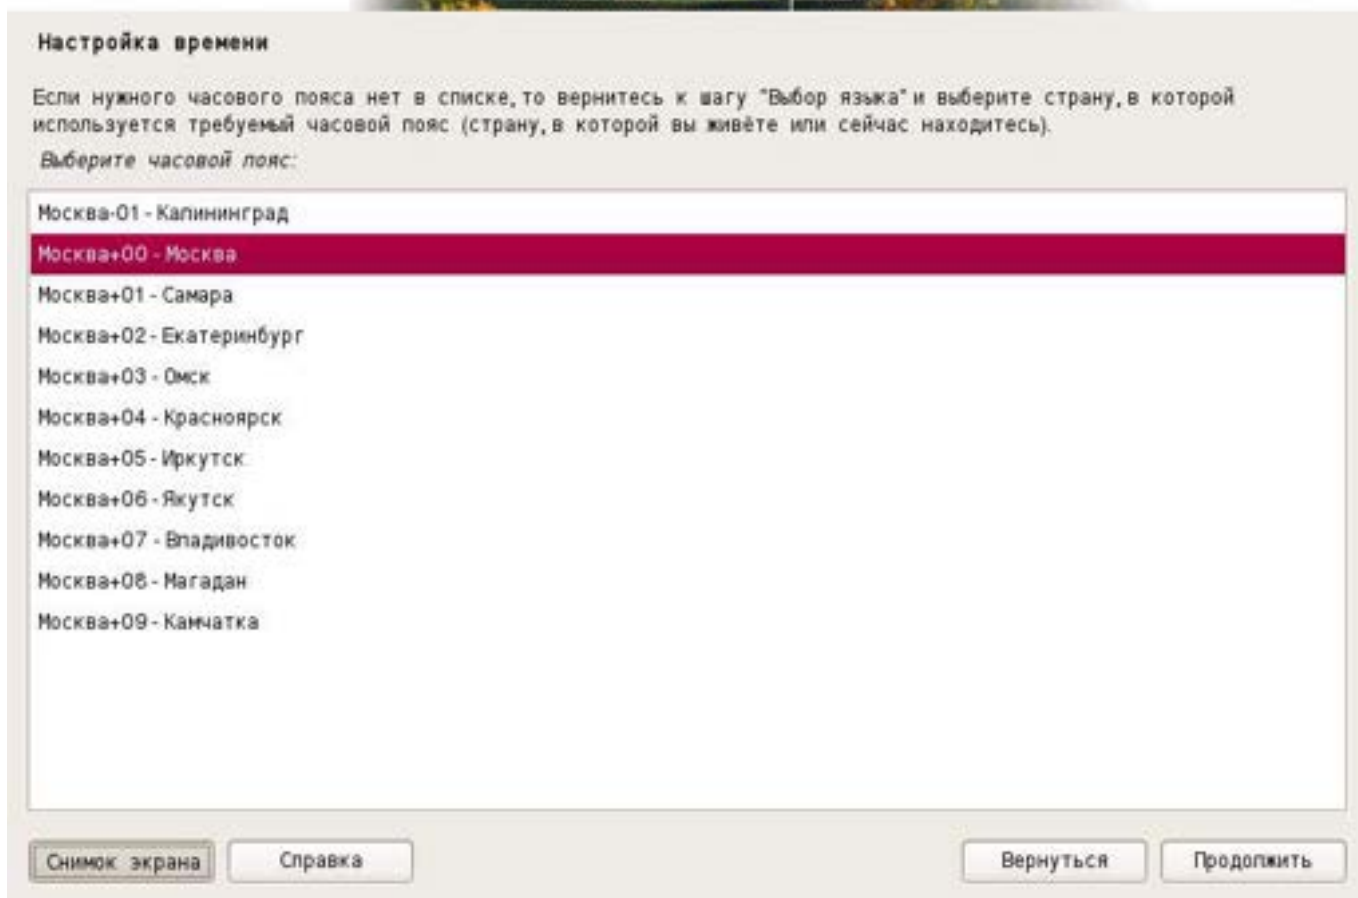 Настройка времени
Если нужного часового пояса нет в списке, то вернитесь к шагу "Выбор языка" и выберите страну, в которой
используется требуемый часовой пояс (страну, в которой вы живёте или сейчас находитесь).
Выберите часовой пояс:
Москва-01 - Калининград
Москва+00 - Москва
Москва+01 - Самара
Москва+02 - Екатеринбург
Москва+03 - Омск
Москва+04 - Красноярск
Москва+05 - Иркутск
Москва+06 - Якутск
Москва+07 - Владивосток
Москва+08 - Магадан
Москва+09 - Камчатка
Снимок экрана Справка Вернуться Продолжить